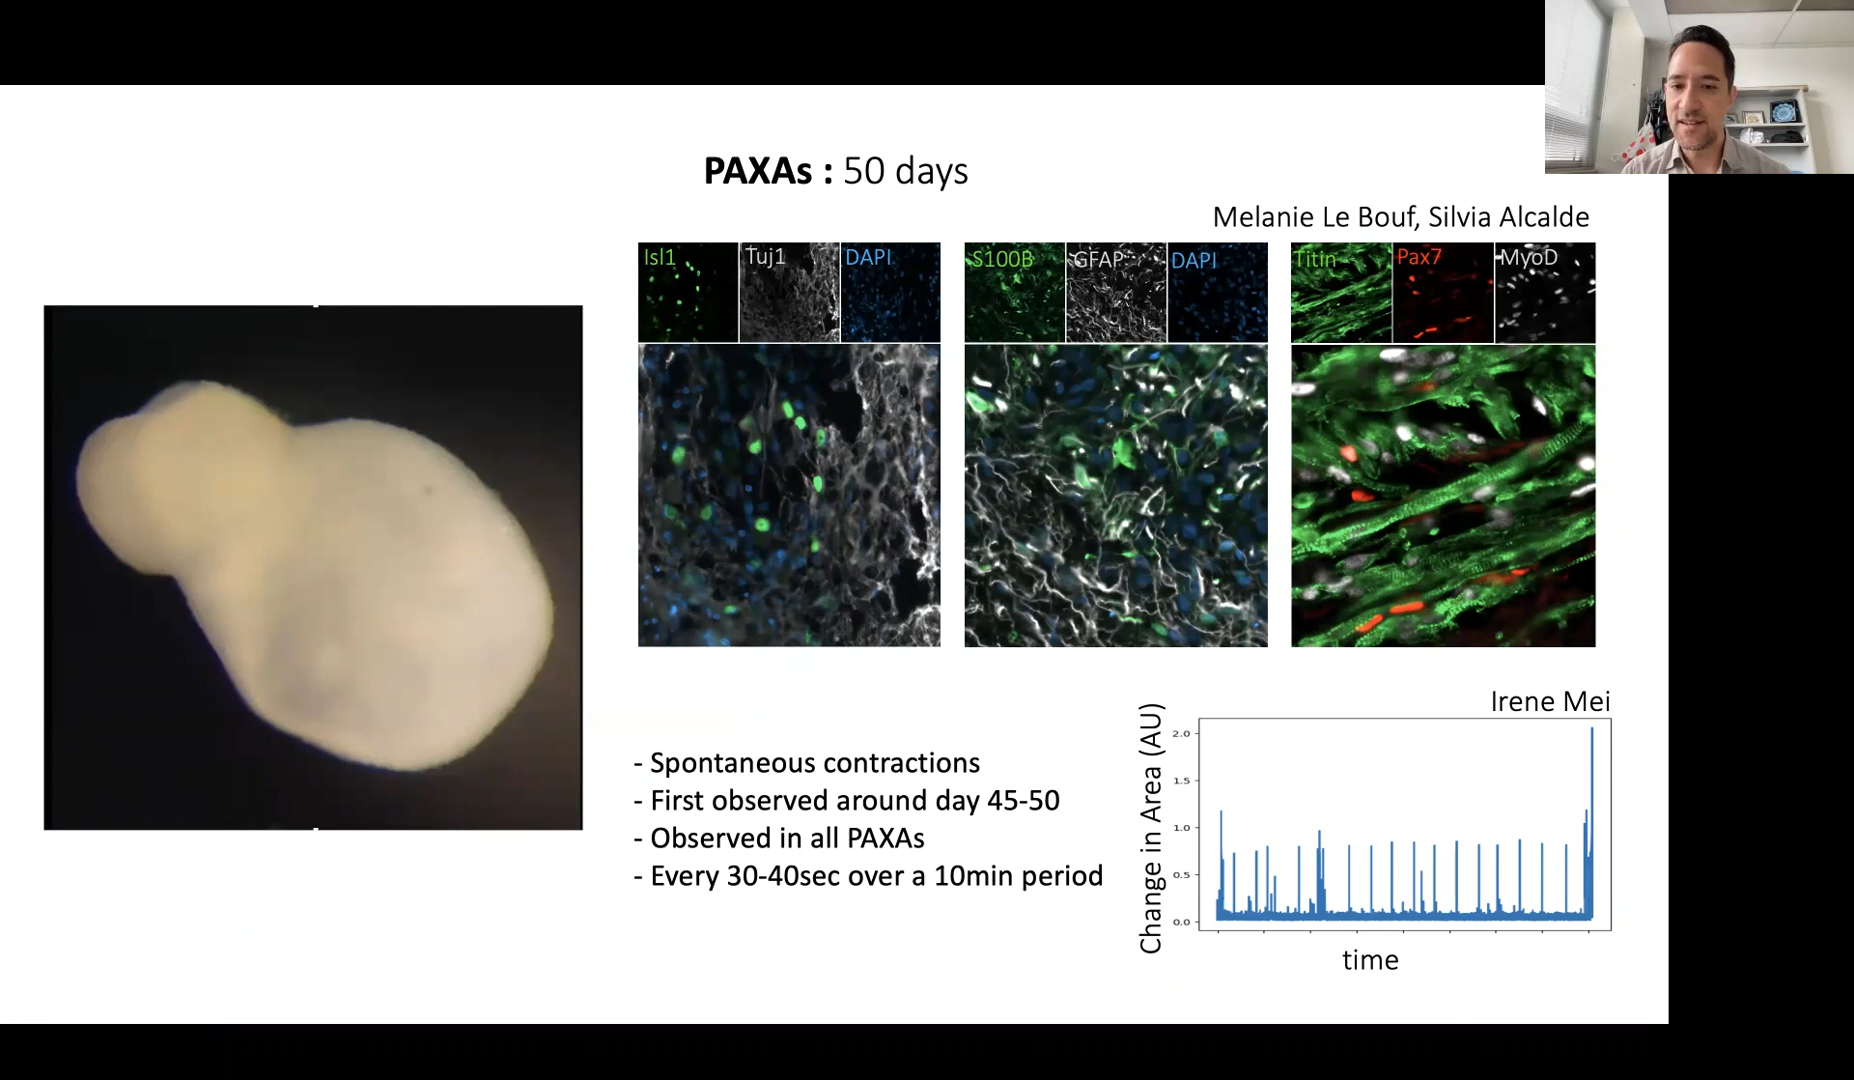 PAXAs : 50 days
Melanie Le Bouf, Silvia Alcalde
Isl1 Tuj1 DAPI
S100B GFAP DAPI
Titin Pax7 MyoD
- Spontaneous contractions
- First observed around day 45-50
- Observed in all PAXAs
- Every 30-40sec over a 10min period
Irene Mei
Change in Area (AU)
2.0
1.5
1.0
0.5
0.0
time